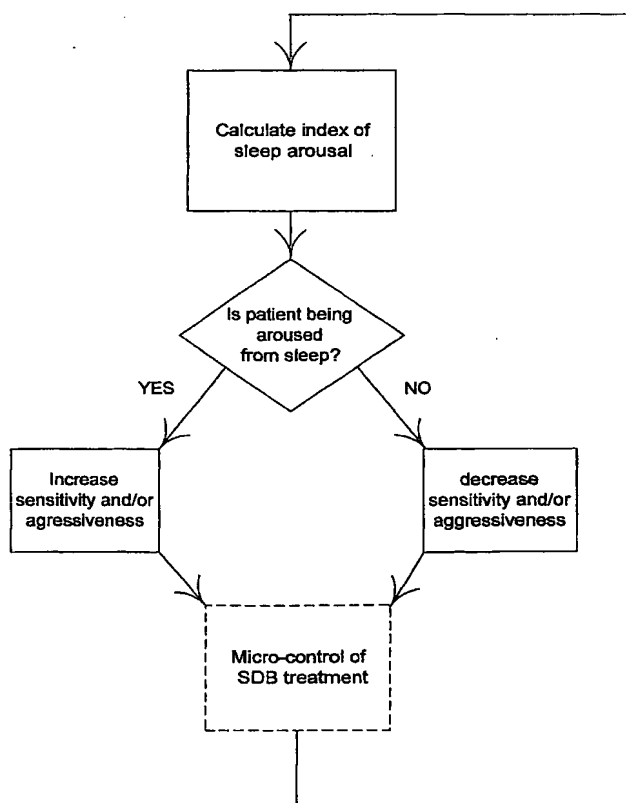 Calculate index of
sleep arousal
Is patient being
aroused
from sleep?
YES
NO
Increase
sensitivity and/or
agressiveness
decrease
sensitivity and/or
aggressiveness
Micro-control of
SDB treatment